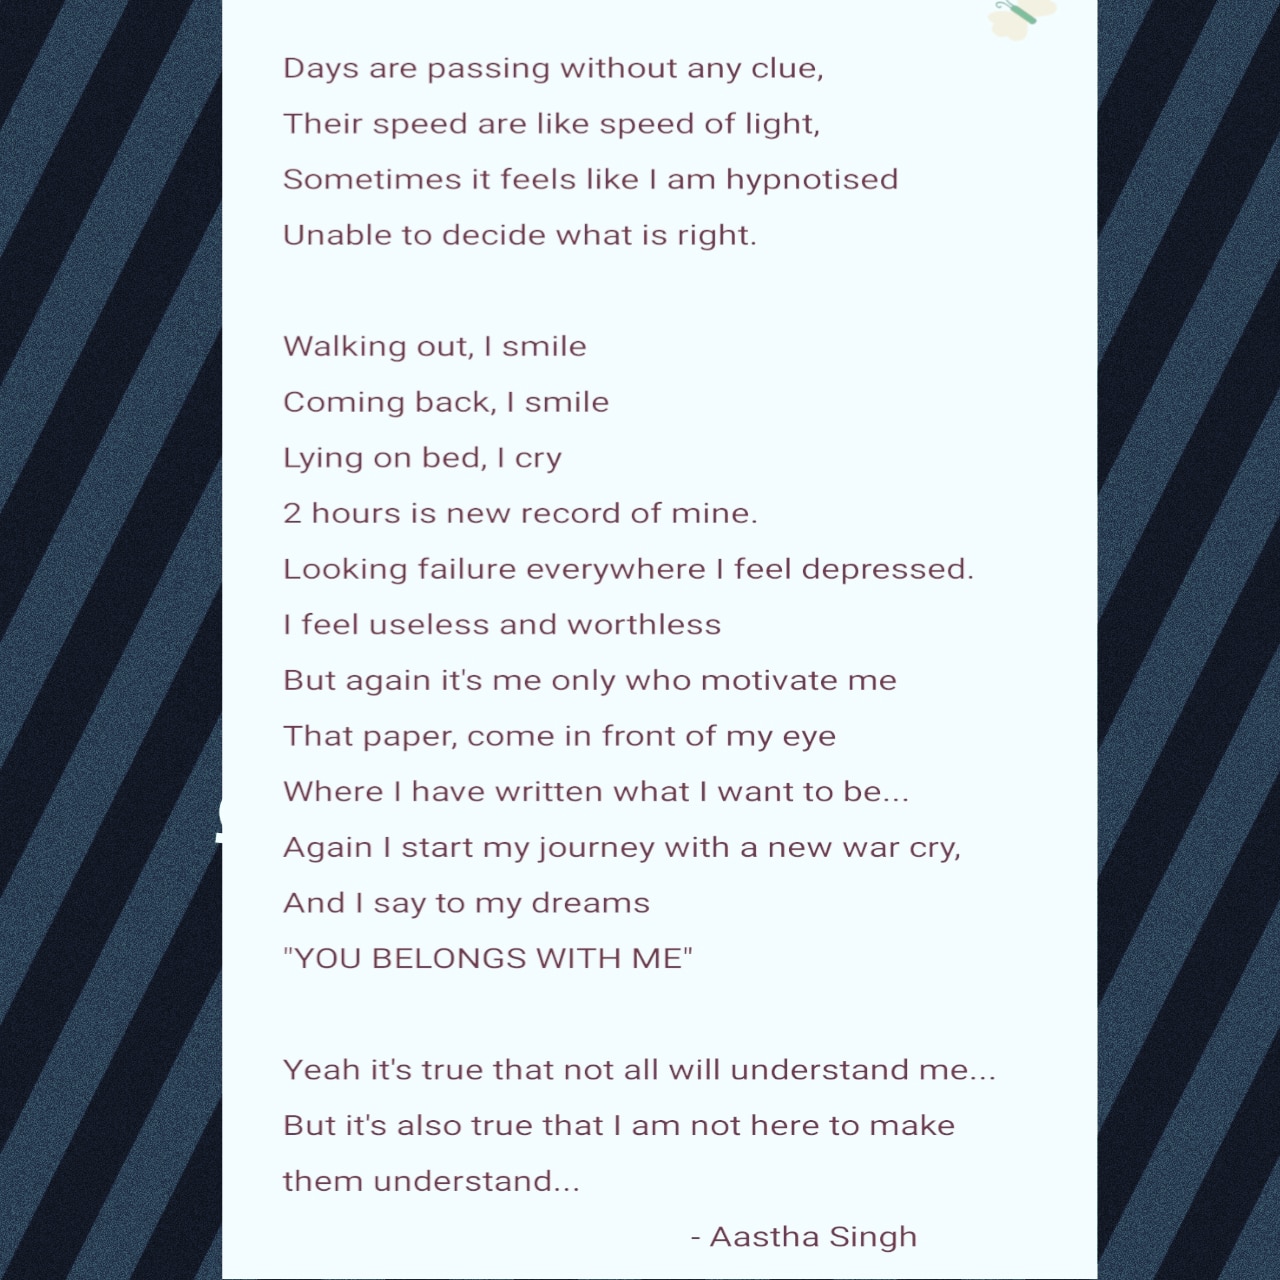 Days are passing without any clue,
Their speed are like speed of light,
Sometimes it feels like I am hypnotised
Unable to decide what is right.
Walking out, I smile
Coming back, I smile
Lying on bed, I cry
2 hours is new record of mine.
Looking failure everywhere I feel depressed.
I feel useless and worthless
But again it's me only who motivate me
That paper, come in front of my eye
Where I have written what I want to be...
Again I start my journey with a new war cry,
And I say to my dreams
"YOU BELONGS WITH ME"
Yeah it's true that not all will understand me...
But it's also true that I am not here to make
them understand...
- Aastha Singh